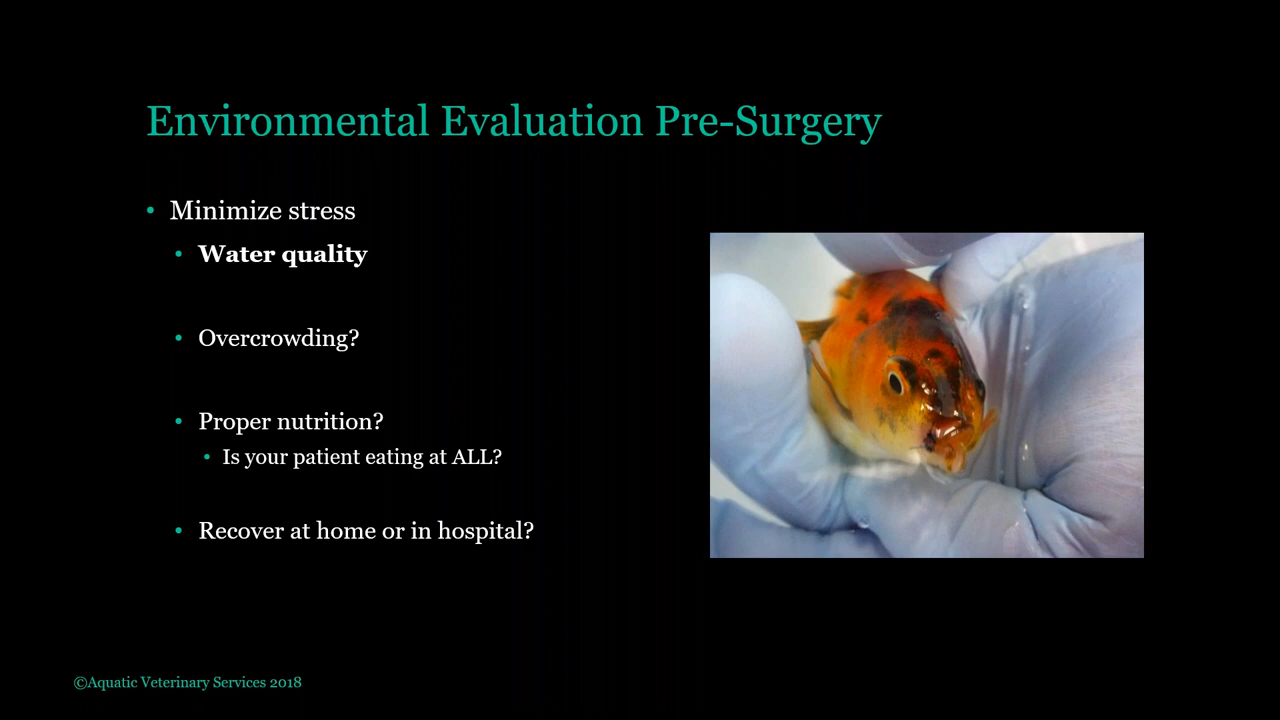 Environmental Evaluation Pre-Surgery
• Minimize stress
• Water quality
• Overcrowding?
• Proper nutrition?
• Is your patient eating at ALL?
• Recover at home or in hospital?
©Aquatic Veterinary Services 2018